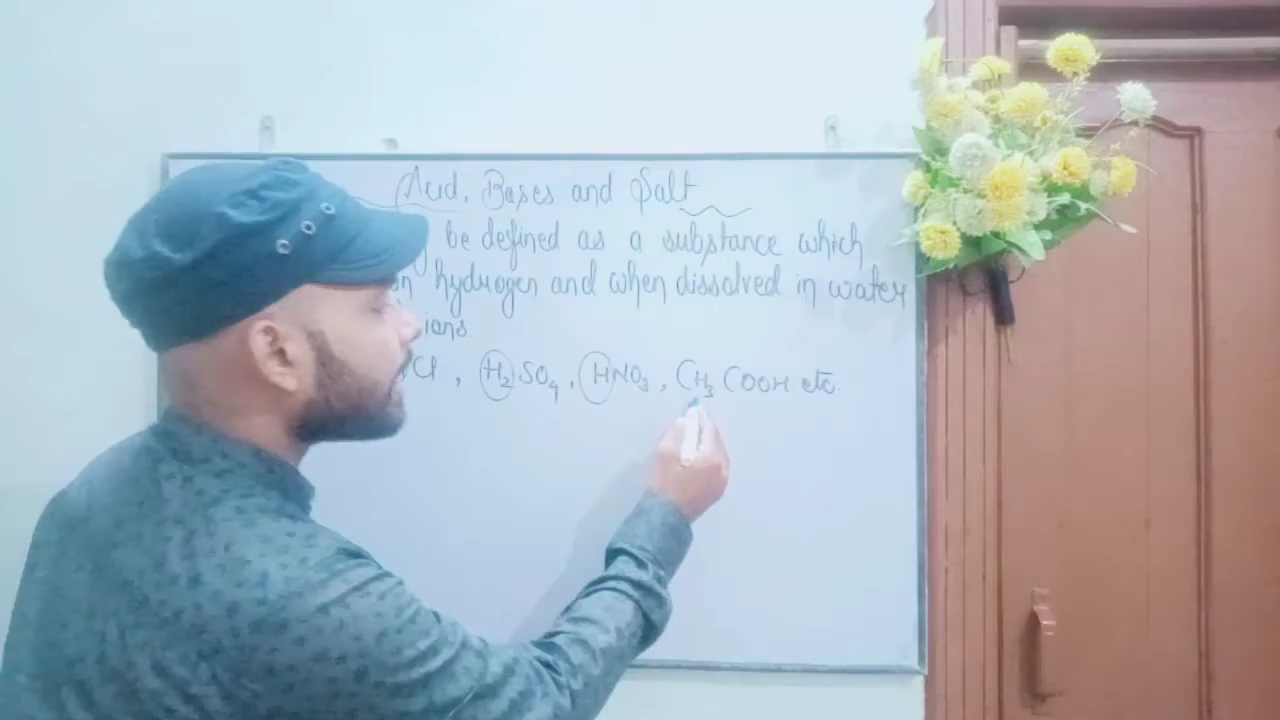 Acid, Bases and Salt
be defined as a substance which
hydrogen and when dissolved in water
ions
Cl, H₂SO₄, HNO₃, CH₃COOH etc